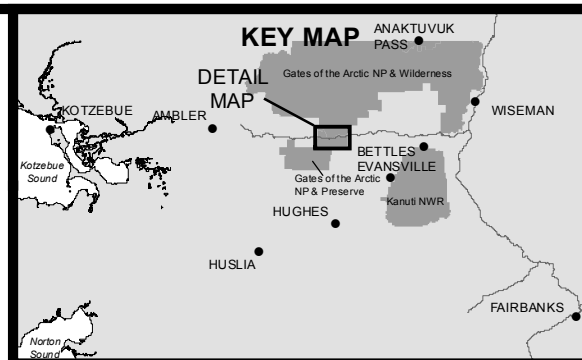 ANAKTUVUK
PASS
KEY MAP
Gates of the Arctic NP & Wilderness
DETAIL
MAP
WISEMAN
KOTZEBUE
AMBLER
Kotzebue
Sound
BETTLES
EVANSVILLE
Gates of the Arctic
NP & Preserve
Kanuti NWR
HUGHES
HUSLIA
FAIRBANKS
Norton
Sound